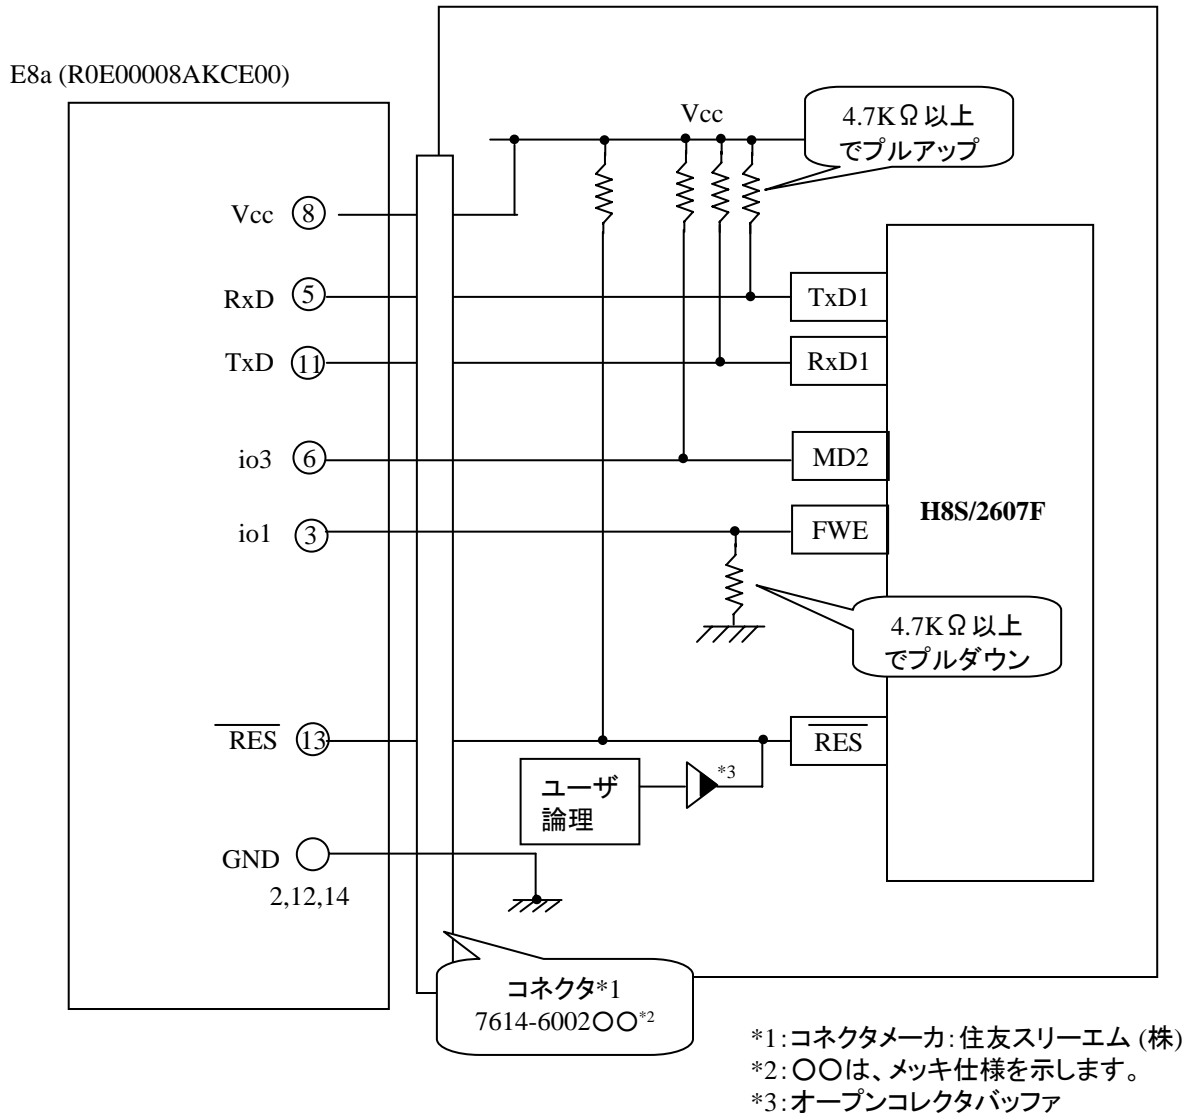 E8a (R0E00008AKCE00)
Vcc
4.7KΩ以上
でプルアップ
Vcc 8
RxD 5
TxD1
TxD 11
RxD1
io3 6
MD2
H8S/2607F
io1 3
FWE
4.7KΩ以上
でプルダウン
RES 13
RES
*3
ユーザ
論理
GND
2,12,14
コネクタ*1
7614-6002〇〇*2
*1:コネクタメーカ:住友スリーエム (株)
*2:〇〇は、メッキ仕様を示します。
*3:オープンコレクタバッファ